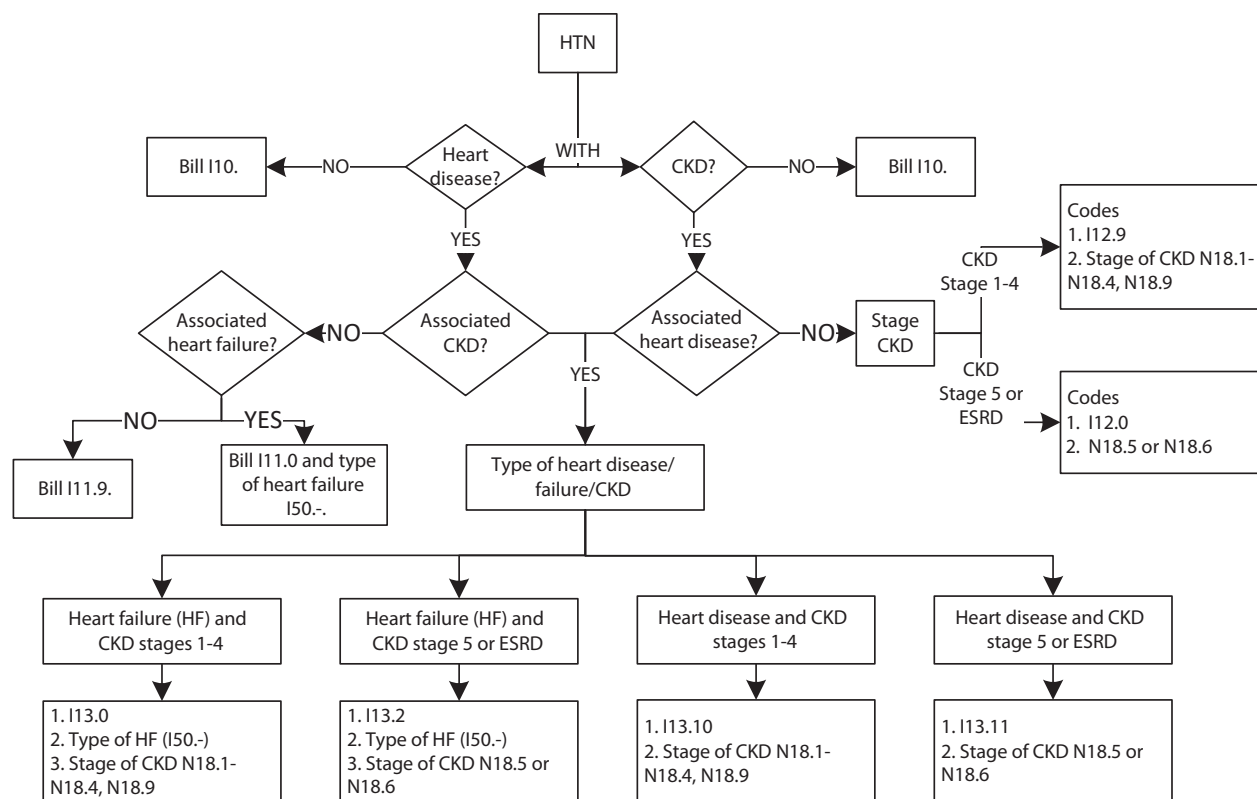 HTN
WITH
Heart
disease?
NO
Bill I10.
CKD?
NO
Bill I10.
YES
YES
Associated
heart failure?
NO
Associated
CKD?
YES
Associated
heart disease?
NO
Stage
CKD
CKD
Stage 1-4
Codes
1. I12.9
2. Stage of CKD N18.1-
N18.4, N18.9
CKD
Stage 5 or
ESRD
Codes
1. I12.0
2. N18.5 or N18.6
NO
YES
Bill I11.9.
Bill I11.0 and type
of heart failure
I50.-.
Type of heart disease/
failure/CKD
Heart failure (HF) and
CKD stages 1-4
Heart failure (HF) and
CKD stage 5 or ESRD
Heart disease and CKD
stages 1-4
Heart disease and CKD
stage 5 or ESRD
1. I13.0
2. Type of HF (I50.-)
3. Stage of CKD N18.1-
N18.4, N18.9
1. I13.2
2. Type of HF (I50.-)
3. Stage of CKD N18.5 or
N18.6
1. I13.10
2. Stage of CKD N18.1-
N18.4, N18.9
1. I13.11
2. Stage of CKD N18.5 or
N18.6